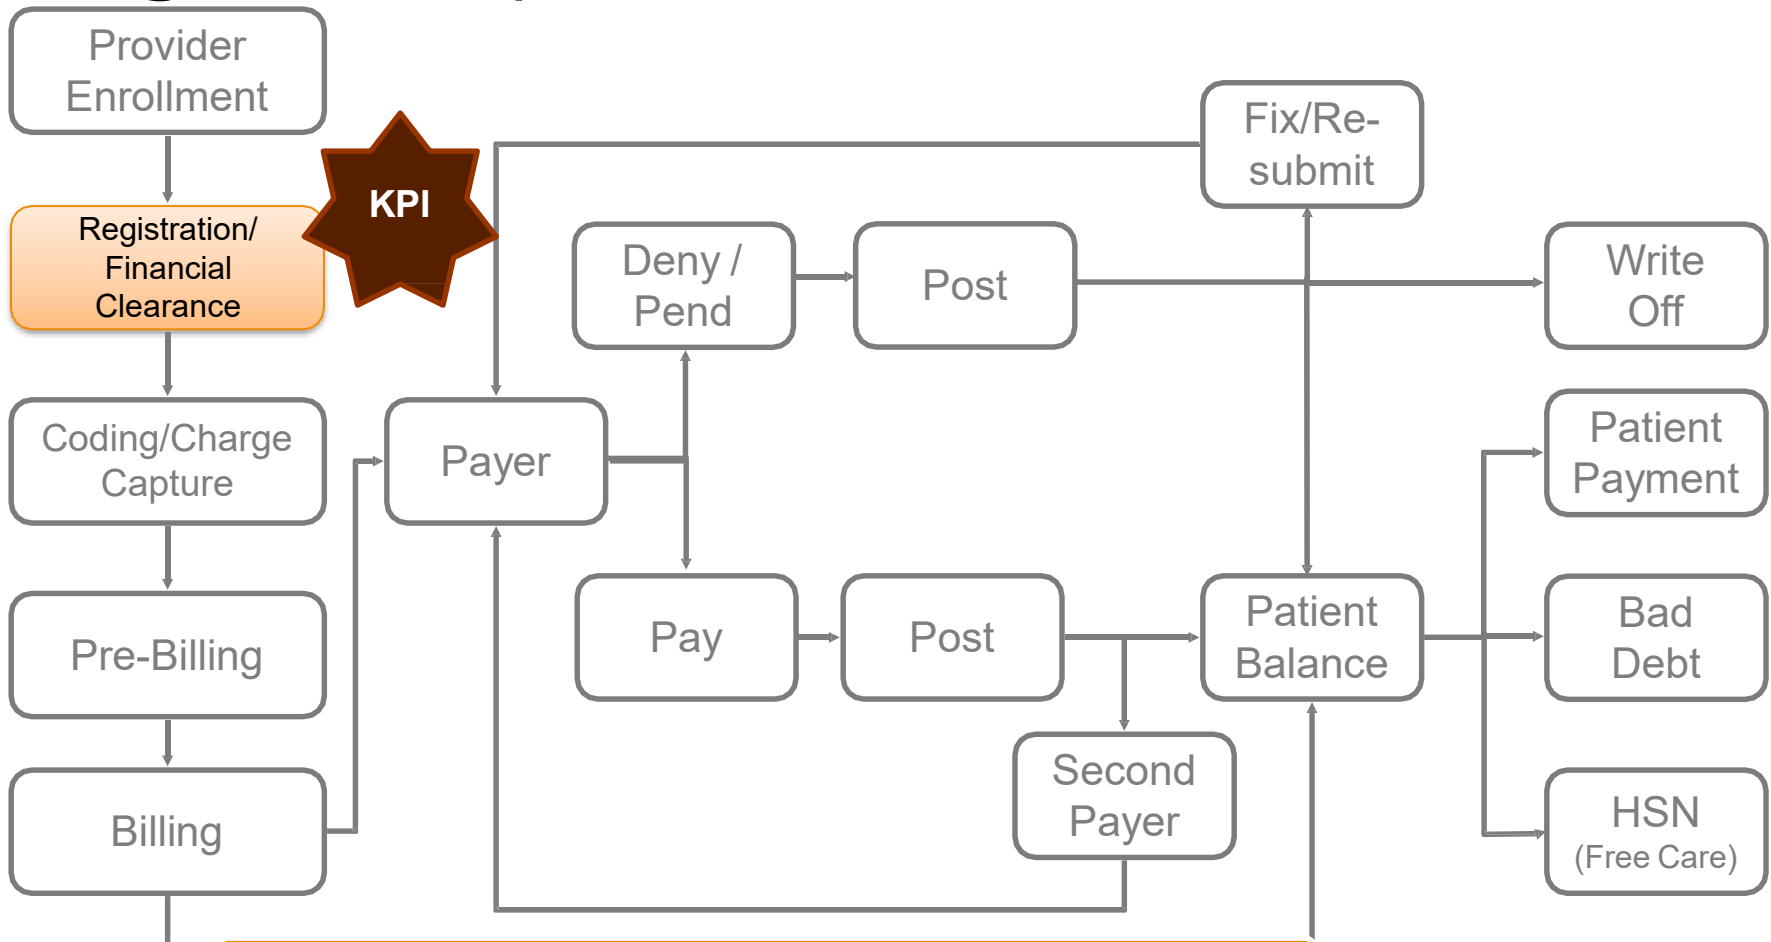 Provider
Enrollment
KPI
Registration/
Financial
Clearance
Fix/Re-
submit
Deny /
Pend
Post
Write
Off
Coding/Charge
Capture
Payer
Patient
Payment
Pre-Billing
Pay
Post
Patient
Balance
Bad
Debt
Billing
Second
Payer
HSN
(Free Care)